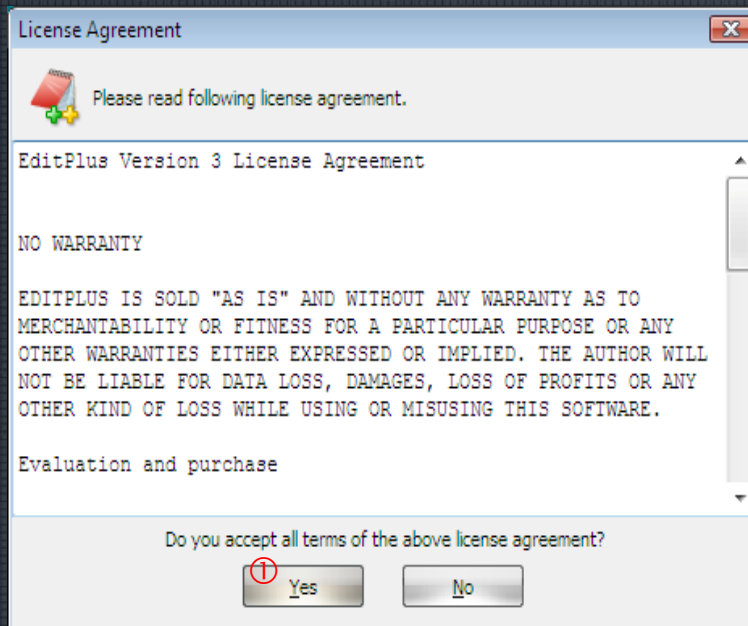 License Agreement
Please read following license agreement.
EditPlus Version 3 License Agreement
NO WARRANTY
EDITPLUS IS SOLD "AS IS" AND WITHOUT ANY WARRANTY AS TO
MERCHANTABILITY OR FITNESS FOR A PARTICULAR PURPOSE OR ANY
OTHER WARRANTIES EITHER EXPRESSED OR IMPLIED. THE AUTHOR WILL
NOT BE LIABLE FOR DATA LOSS, DAMAGES, LOSS OF PROFITS OR ANY
OTHER KIND OF LOSS WHILE USING OR MISUSING THIS SOFTWARE.
Evaluation and purchase
Do you accept all terms of the above license agreement?
① Yes No